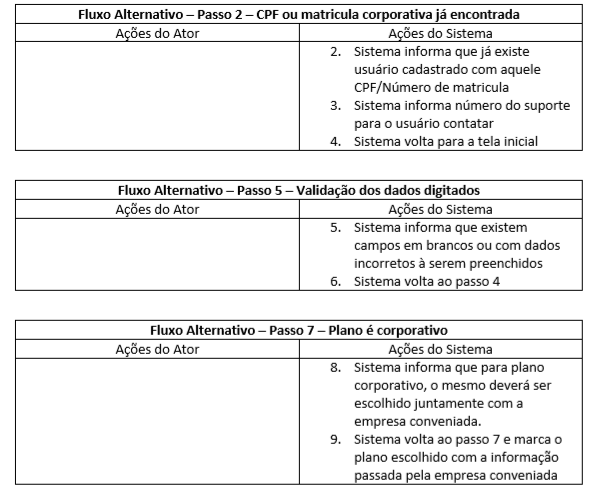 Fluxo Alternativo – Passo 2 – CPF ou matricula corporativa já encontrada
Ações do Ator
Ações do Sistema
2. Sistema informa que já existe
usuário cadastrado com aquele
CPF/Número de matricula
3. Sistema informa número do suporte
para o usuário contatar
4. Sistema volta para a tela inicial
Fluxo Alternativo – Passo 5 – Validação dos dados digitados
Ações do Ator
Ações do Sistema
5. Sistema informa que existem
campos em brancos ou com dados
incorretos à serem preenchidos
6. Sistema volta ao passo 4
Fluxo Alternativo – Passo 7 – Plano é corporativo
Ações do Ator
Ações do Sistema
8. Sistema informa que para plano
corporativo, o mesmo deverá ser
escolhido juntamente com a
empresa conveniada.
9. Sistema volta ao passo 7 e marca o
plano escolhido com a informação
passada pela empresa conveniada